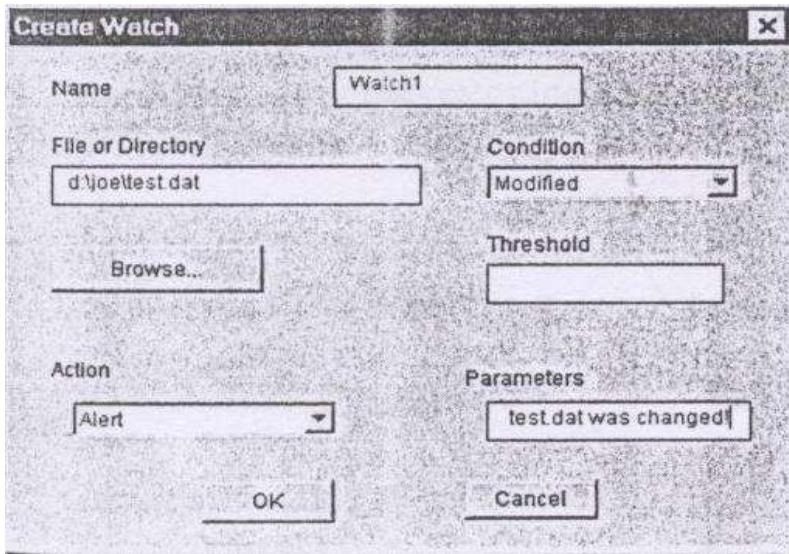 Create Watch
Name
Watch1
File or Directory
Condition
d:\joe\test.dat
Modified
Browse...
Threshold
Action
Parameters
Alert
test.dat was changed!
OK
Cancel